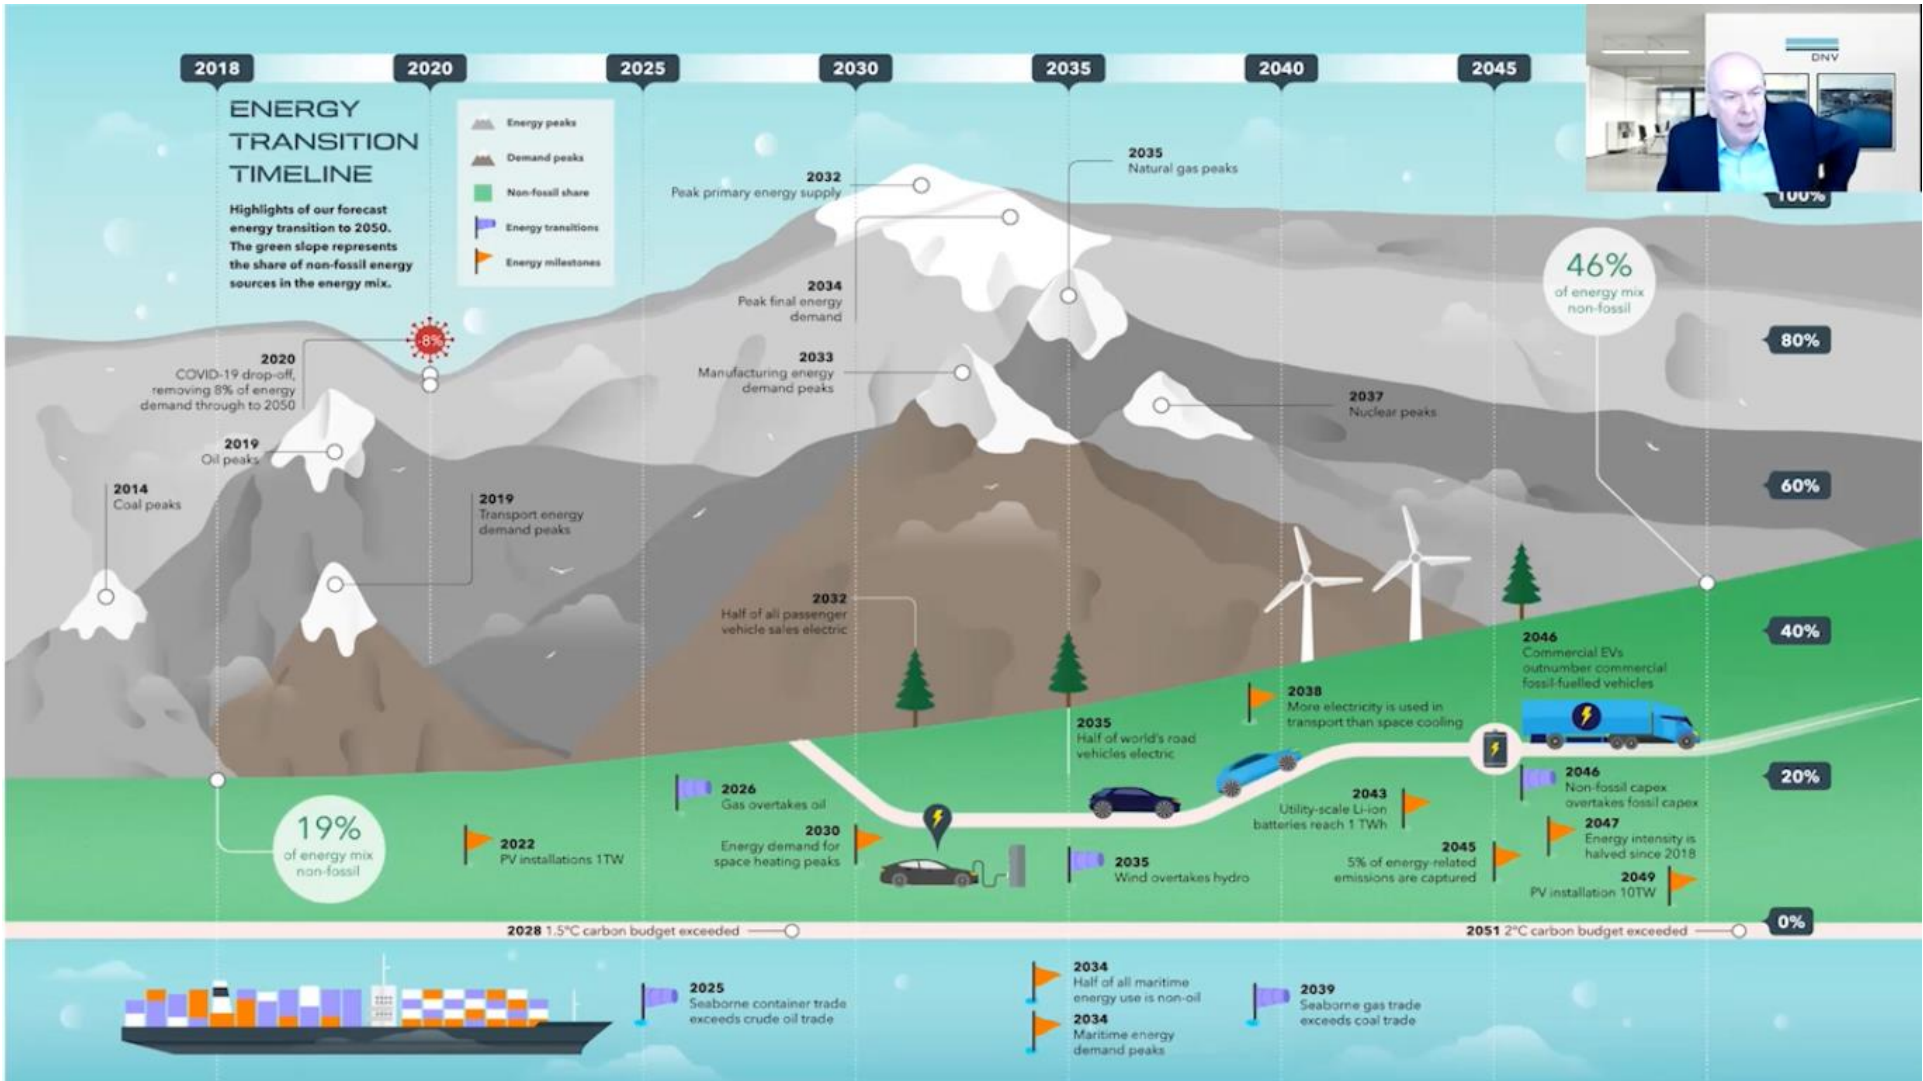 2018
2020
2025
2030
2035
2040
2045
DNV
ENERGY
TRANSITION
TIMELINE
Highlights of our forecast
energy transition to 2050.
The green slope represents
the share of non-fossil energy
sources in the energy mix.
Energy peaks
Demand peaks
Non-fossil share
Energy transitions
Energy milestones
2032
Peak primary energy supply
2035
Natural gas peaks
100%
46%
of energy mix
non-fossil
2034
Peak final energy
demand
80%
-8%
2020
COVID-19 drop-off,
removing 8% of energy
demand through to 2050
2033
Manufacturing energy
demand peaks
2037
Nuclear peaks
2019
Oil peaks
2014
Coal peaks
2019
Transport energy
demand peaks
60%
2032
Half of all passenger
vehicle sales electric
40%
2046
Commercial EVs
outnumber commercial
fossil-fuelled vehicles
2038
More electricity is used in
transport than space cooling
2035
Half of world's road
vehicles electric
20%
2026
Gas overtakes oil
2046
Non-fossil capex
overtakes fossil capex
2043
Utility-scale Li-ion
batteries reach 1 TWh
19%
of energy mix
non-fossil
2022
PV installations 1TW
2030
Energy demand for
space heating peaks
2035
Wind overtakes hydro
2045
5% of energy-related
emissions are captured
2047
Energy intensity is
halved since 2018
2049
PV installation 10TW
0%
2028 1.5°C carbon budget exceeded
2051 2°C carbon budget exceeded
2025
Seaborne container trade
exceeds crude oil trade
2034
Half of all maritime
energy use is non-oil
2034
Maritime energy
demand peaks
2039
Seaborne gas trade
exceeds coal trade